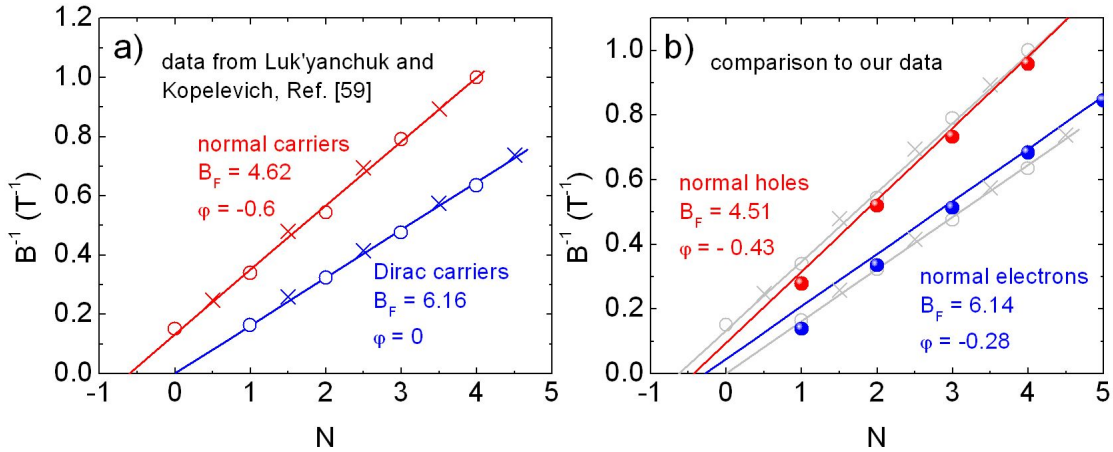 a)
data from Luk'yanchuk and
Kopelevich, Ref. [59]
normal carriers
B_F = 4.62
φ = -0.6
Dirac carriers
B_F = 6.16
φ = 0
B⁻¹ (T⁻¹)
1.2
1.0
0.8
0.6
0.4
0.2
0.0
-1 0 1 2 3 4 5
N
b)
comparison to our data
normal holes
B_F = 4.51
φ = - 0.43
normal electrons
B_F = 6.14
φ = -0.28
B⁻¹ (T⁻¹)
1.0
0.8
0.6
0.4
0.2
0.0
-1 0 1 2 3 4 5
N